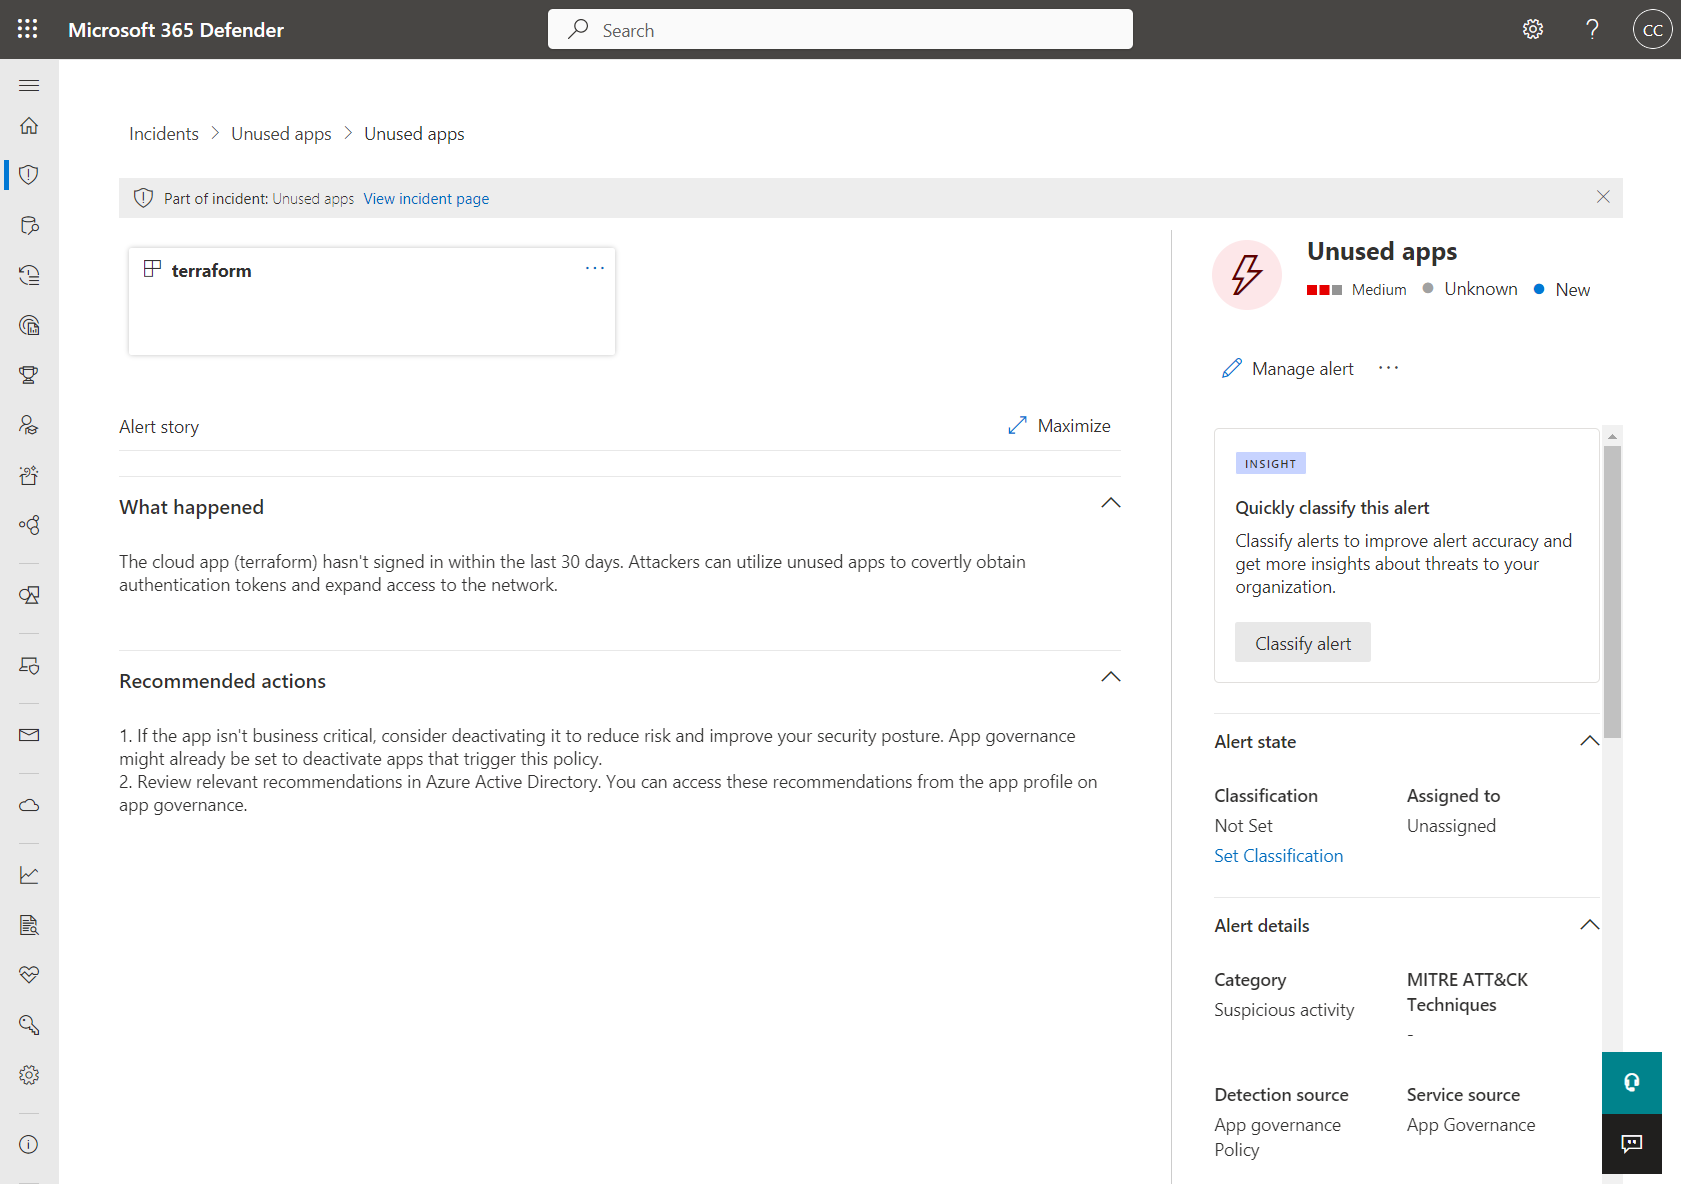 Microsoft 365 Defender
Search
CC
Incidents > Unused apps > Unused apps
Part of incident: Unused apps View incident page
terraform
Alert story
Maximize
What happened
The cloud app (terraform) hasn't signed in within the last 30 days. Attackers can utilize unused apps to covertly obtain
authentication tokens and expand access to the network.
Recommended actions
1. If the app isn't business critical, consider deactivating it to reduce risk and improve your security posture. App governance
might already be set to deactivate apps that trigger this policy.
2. Review relevant recommendations in Azure Active Directory. You can access these recommendations from the app profile on
app governance.
Unused apps
Medium Unknown New
Manage alert
INSIGHT
Quickly classify this alert
Classify alerts to improve alert accuracy and
get more insights about threats to your
organization.
Classify alert
Alert state
Classification
Not Set
Set Classification
Assigned to
Unassigned
Alert details
Category
Suspicious activity
MITRE ATT&CK
Techniques
-
Detection source
App governance
Policy
Service source
App Governance